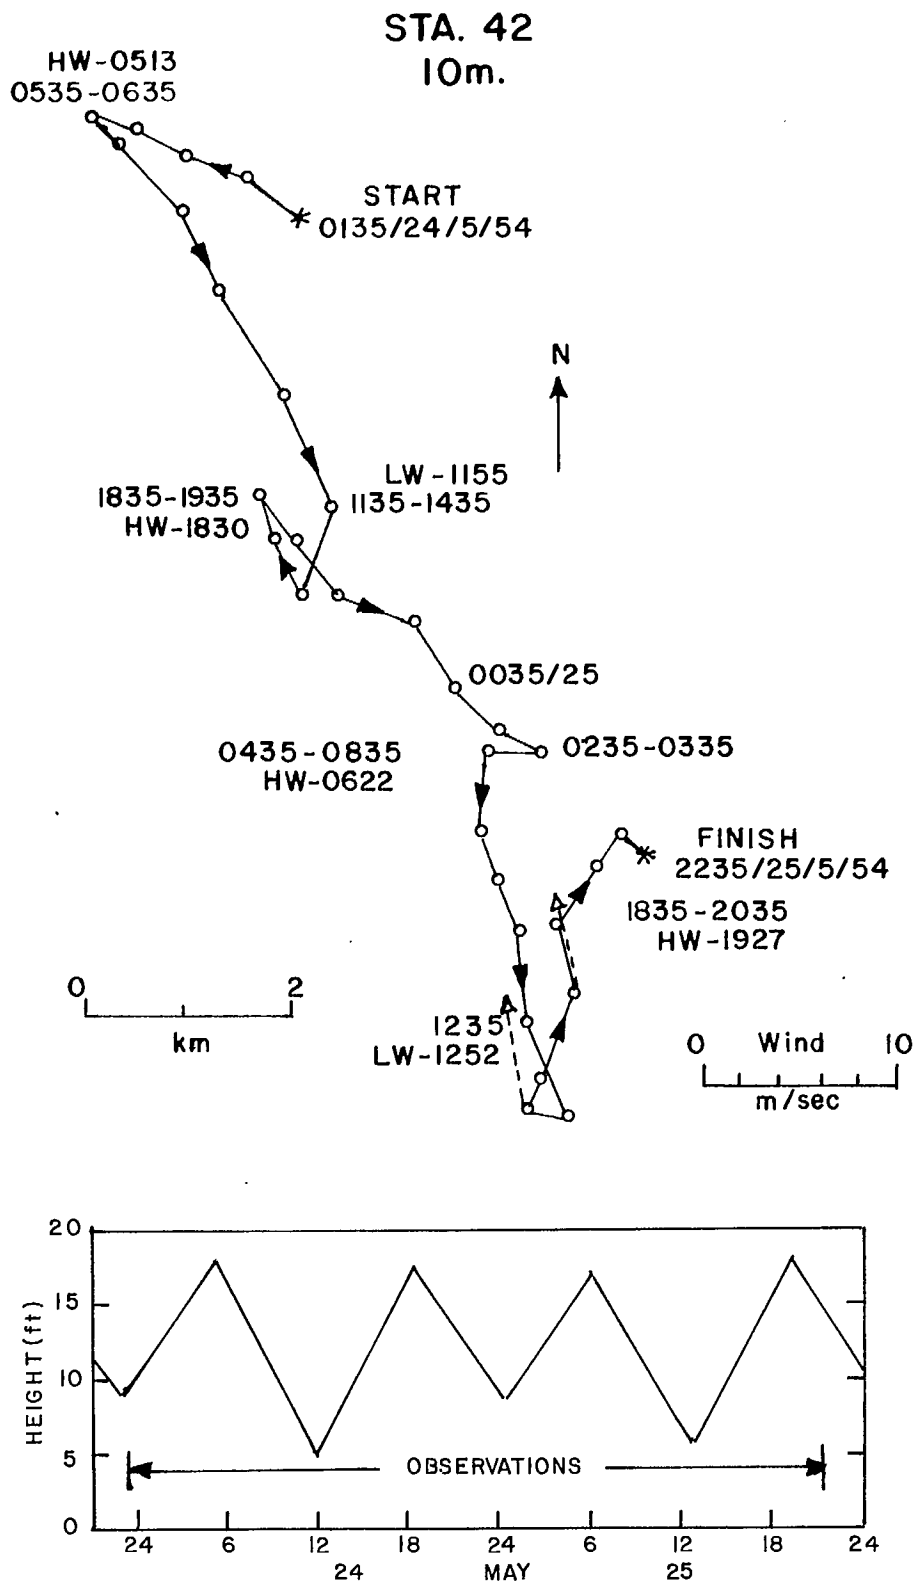 STA. 42
10m.
HW-0513
0535-0635
START
0135/24/5/54
N
LW-1155
1135-1435
1835-1935
HW-1830
0035/25
0235-0335
0435-0835
HW-0622
FINISH
2235/25/5/54
1835-2035
HW-1927
0 2
km
1235
LW-1252
0 Wind 10
m/sec
20
15
10
5
0
HEIGHT (ft)
OBSERVATIONS
24 6 12 18 24 6 12 18 24
24 MAY 25